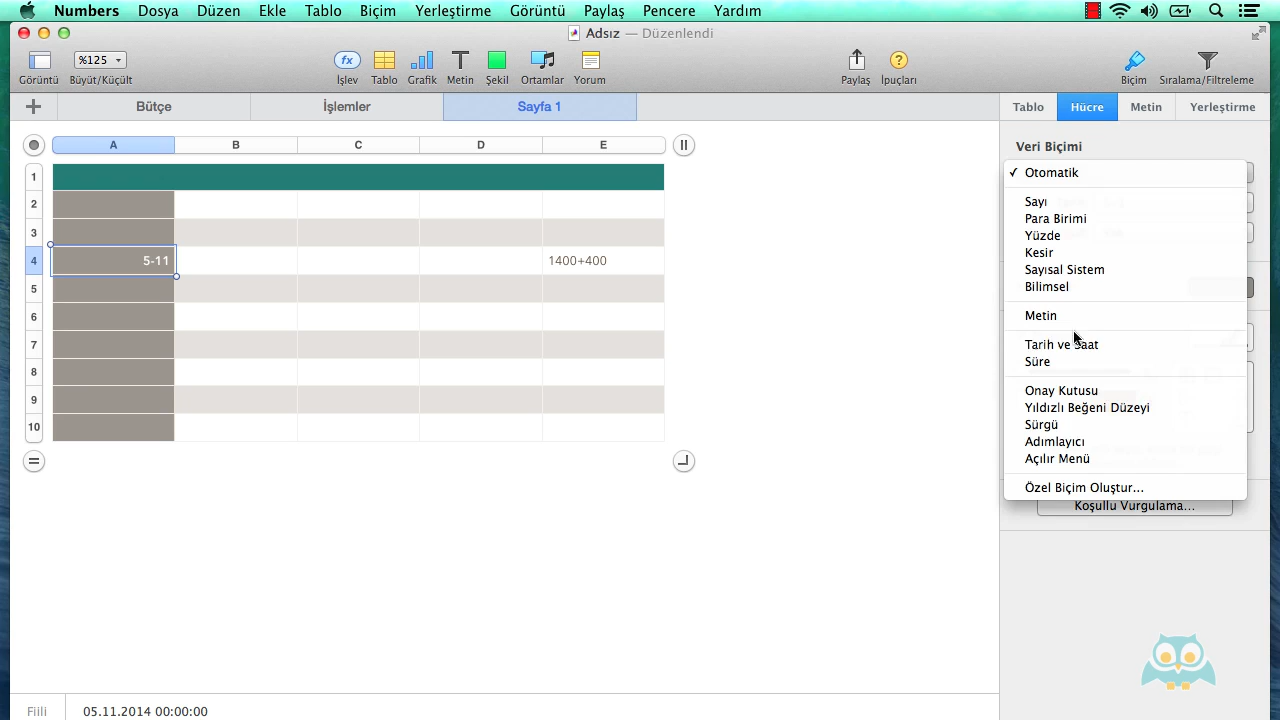 Numbers Dosya Düzen Ekle Tablo Biçim Yerleştirme Görüntü Paylaş Pencere Yardım
Adsız — Düzenlendi
%125
Görüntü Büyüt/Küçült İşlev Tablo Grafik Metin Şekil Ortamlar Yorum Paylaş İpuçları Biçim Sıralama/Filtreleme
Bütçe İşlemler Sayfa 1
Tablo Hücre Metin Yerleştirme
A B C D E
1
2
3
4 5-11 1400+400
5
6
7
8
9
10
Veri Biçimi
✓ Otomatik
Sayı
Para Birimi
Yüzde
Kesir
Sayısal Sistem
Bilimsel
Metin
Tarih ve Saat
Süre
Onay Kutusu
Yıldızlı Beğeni Düzeyi
Sürgü
Adımlayıcı
Açılır Menü
Özel Biçim Oluştur...
Koşullu Vurgulama...
Fiili 05.11.2014 00:00:00